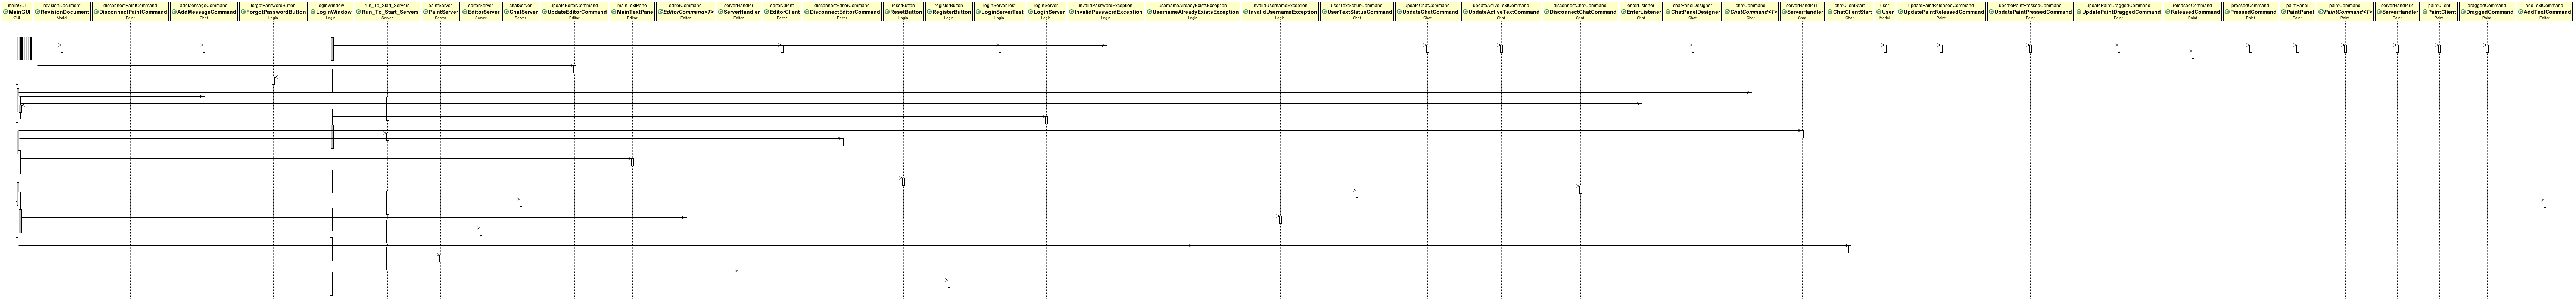 mainGUI
MainGUI
GUI
revisionDocument
RevisionDocument
Model
disconnectPaintCommand
DisconnectPaintCommand
Paint
addMessageCommand
AddMessageCommand
Chat
forgotPasswordButton
ForgotPasswordButton
Login
loginWindow
LoginWindow
Login
run_To_Start_Servers
Run_To_Start_Servers
Server
paintServer
PaintServer
Server
editorServer
EditorServer
Server
chatServer
ChatServer
Server
updateEditorCommand
UpdateEditorCommand
Editor
mainTextPane
MainTextPane
Editor
editorCommand
EditorCommand<T>
Editor
serverHandler
ServerHandler
Editor
editorClient
EditorClient
Editor
disconnectEditorCommand
DisconnectEditorCommand
Editor
resetButton
ResetButton
Login
registerButton
RegisterButton
Login
loginServerTest
LoginServerTest
Login
loginServer
LoginServer
Login
invalidPasswordException
InvalidPasswordException
Login
usernameAlreadyExistsException
UsernameAlreadyExistsException
Login
invalidUsernameException
InvalidUsernameException
Login
userTextStatusCommand
UserTextStatusCommand
Chat
updateChatCommand
UpdateChatCommand
Chat
updateActiveTextCommand
UpdateActiveTextCommand
Chat
disconnectChatCommand
DisconnectChatCommand
Chat
enterListener
EnterListener
Chat
chatPanelDesigner
ChatPanelDesigner
Chat
chatCommand
ChatCommand<T>
Chat
serverHandler1
ServerHandler
Chat
chatClientStart
ChatClientStart
Chat
user
User
Model
updatePaintReleasedCommand
UpdatePaintReleasedCommand
Paint
updatePaintPressedCommand
UpdatePaintPressedCommand
Paint
updatePaintDraggedCommand
UpdatePaintDraggedCommand
Paint
releasedCommand
ReleasedCommand
Paint
pressedCommand
PressedCommand
Paint
paintPanel
PaintPanel
Paint
paintCommand
PaintCommand<T>
Paint
serverHandler2
ServerHandler
Paint
paintClient
PaintClient
Paint
draggedCommand
DraggedCommand
Paint
addTextCommand
AddTextCommand
Editor